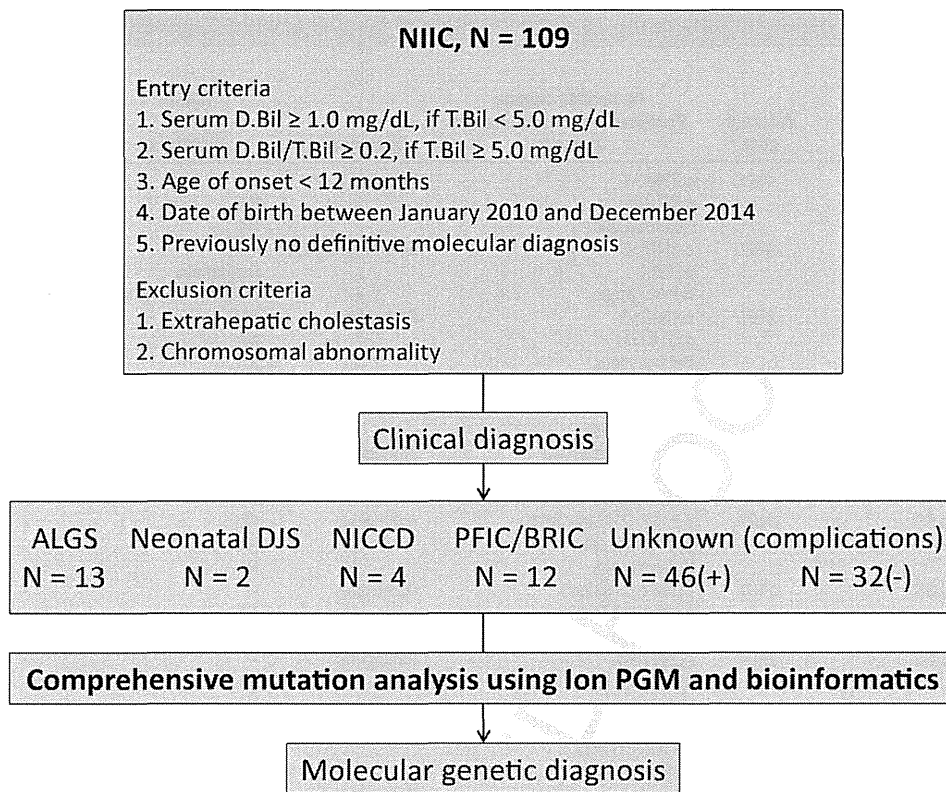 NIIC, N = 109
Entry criteria
1. Serum D.Bil ≥ 1.0 mg/dL, if T.Bil < 5.0 mg/dL
2. Serum D.Bil/T.Bil ≥ 0.2, if T.Bil ≥ 5.0 mg/dL
3. Age of onset < 12 months
4. Date of birth between January 2010 and December 2014
5. Previously no definitive molecular diagnosis
Exclusion criteria
1. Extrahepatic cholestasis
2. Chromosomal abnormality
Clinical diagnosis
ALGS Neonatal DJS NICCD PFIC/BRIC Unknown (complications)
N = 13 N = 2 N = 4 N = 12 N = 46(+) N = 32(-)
Comprehensive mutation analysis using Ion PGM and bioinformatics
Molecular genetic diagnosis